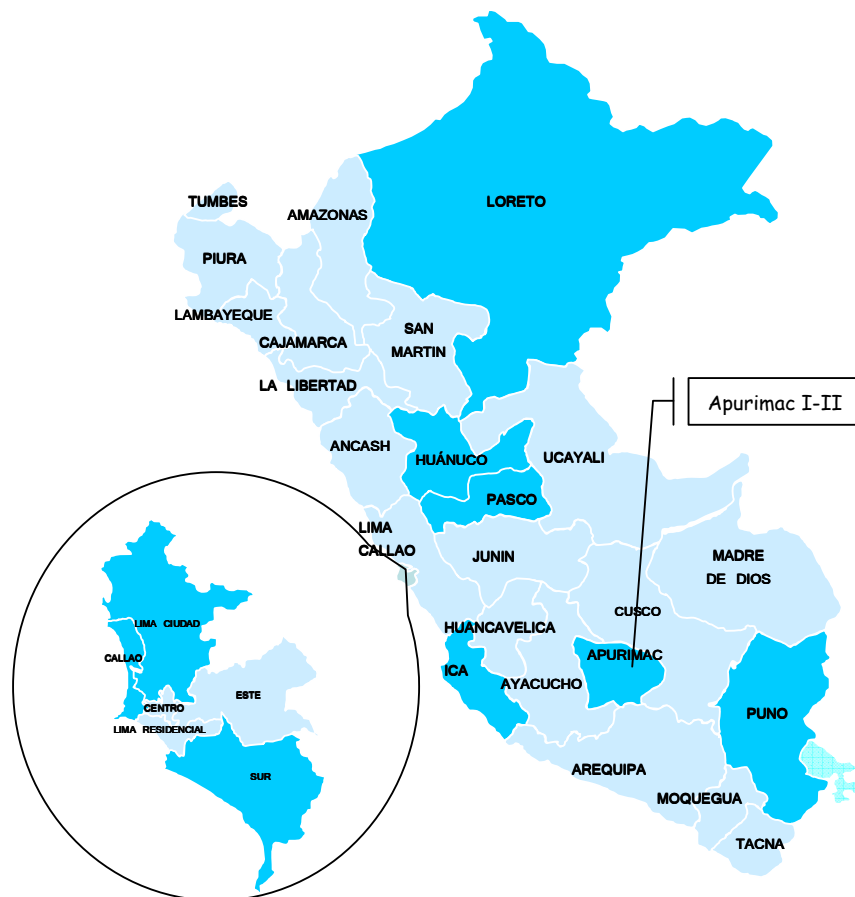 LORETO
TUMBES
AMAZONAS
PIURA
LAMBAYEQUE
SAN
MARTIN
CAJAMARCA
LA LIBERTAD
Apurimac I-II
ANCASH
HUÁNUCO
UCAYALI
PASCO
LIMA
CALLAO
JUNIN
MADRE
DE DIOS
CUSCO
HUANCAVELICA
APURIMAC
ICA
AYACUCHO
PUNO
AREQUIPA
MOQUEGUA
TACNA
LIMA CIUDAD
CALLAO
ESTE
CENTRO
LIMA RESIDENCIAL
SUR